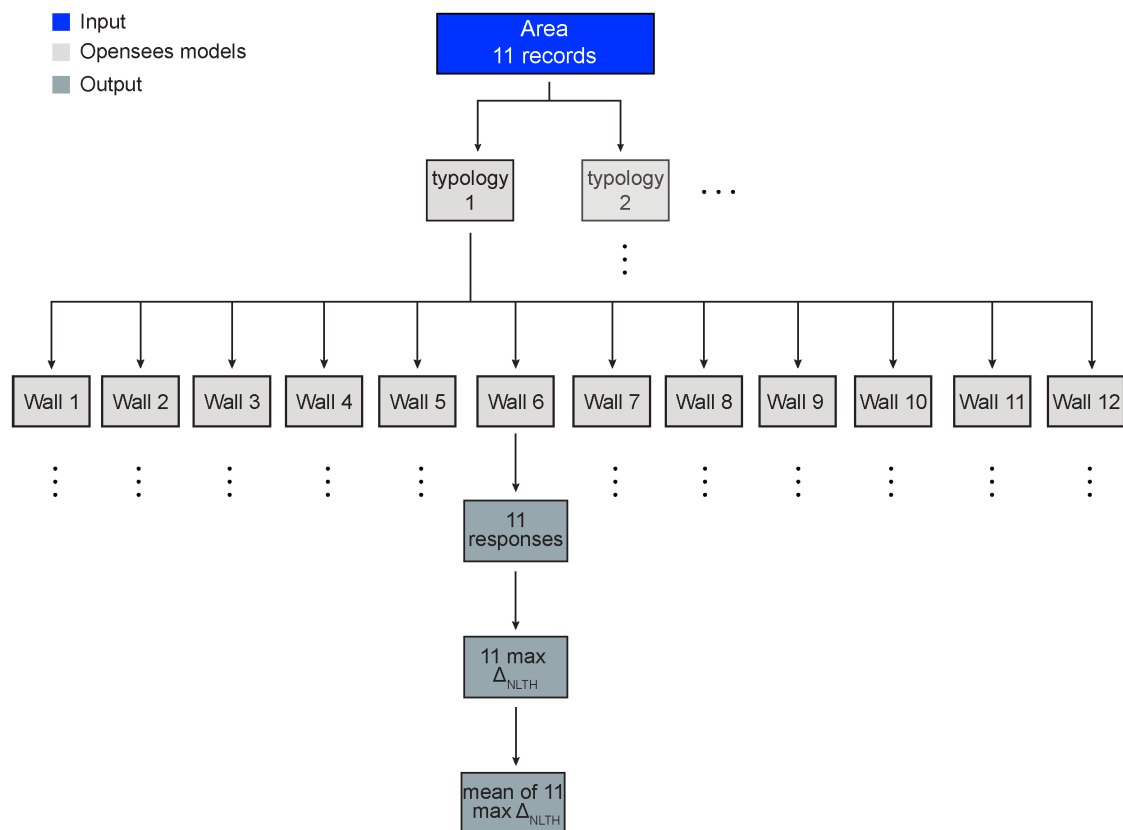 Input
Opensees models
Output
Area
11 records
typology
1
typology
2
. . .
Wall 1
Wall 2
Wall 3
Wall 4
Wall 5
Wall 6
Wall 7
Wall 8
Wall 9
Wall 10
Wall 11
Wall 12
11
responses
11 max
Δ_NLTH
mean of 11
max Δ_NLTH